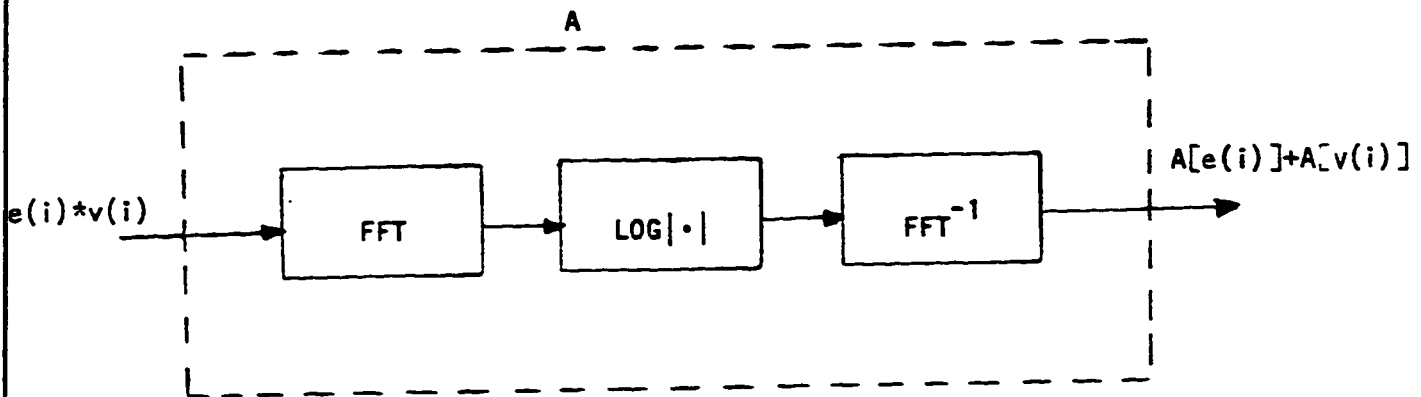 A
A[e(i)]+A[v(i)]
e(i)*v(i)
FFT
LOG|•|
FFT-1